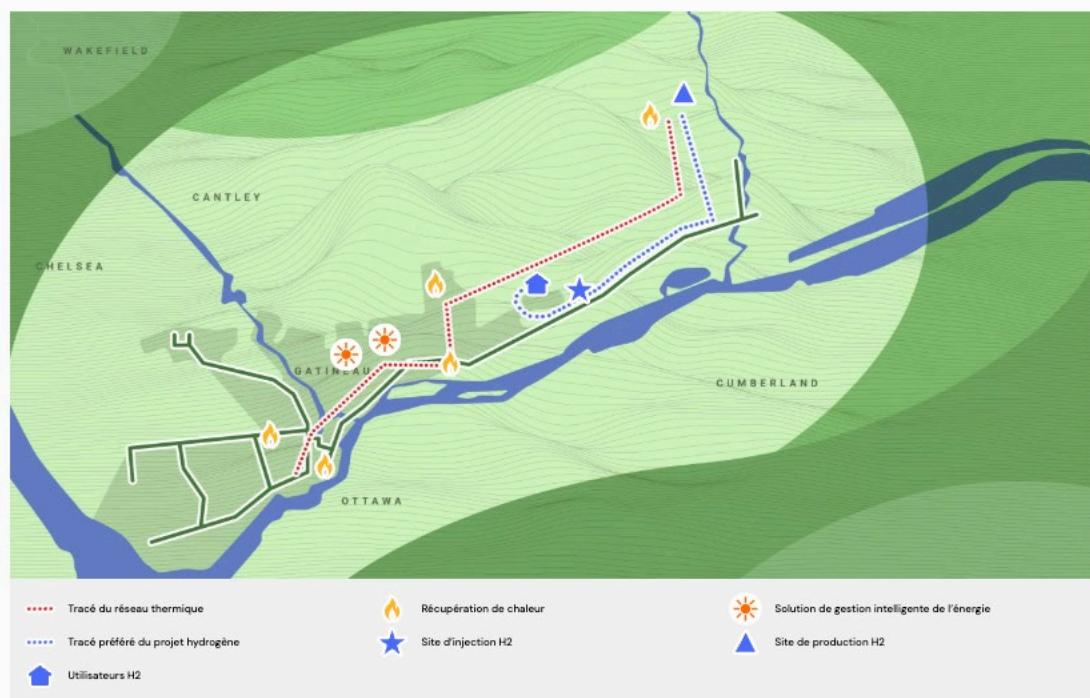 WAKEFIELD
CANTLEY
CHELSEA
GATINEAU
CUMBERLAND
OTTAWA
Tracé du réseau thermique
Récupération de chaleur
Solution de gestion intelligente de l'énergie
Tracé préféré du projet hydrogène
Site d'injection H2
Site de production H2
Utilisateurs H2